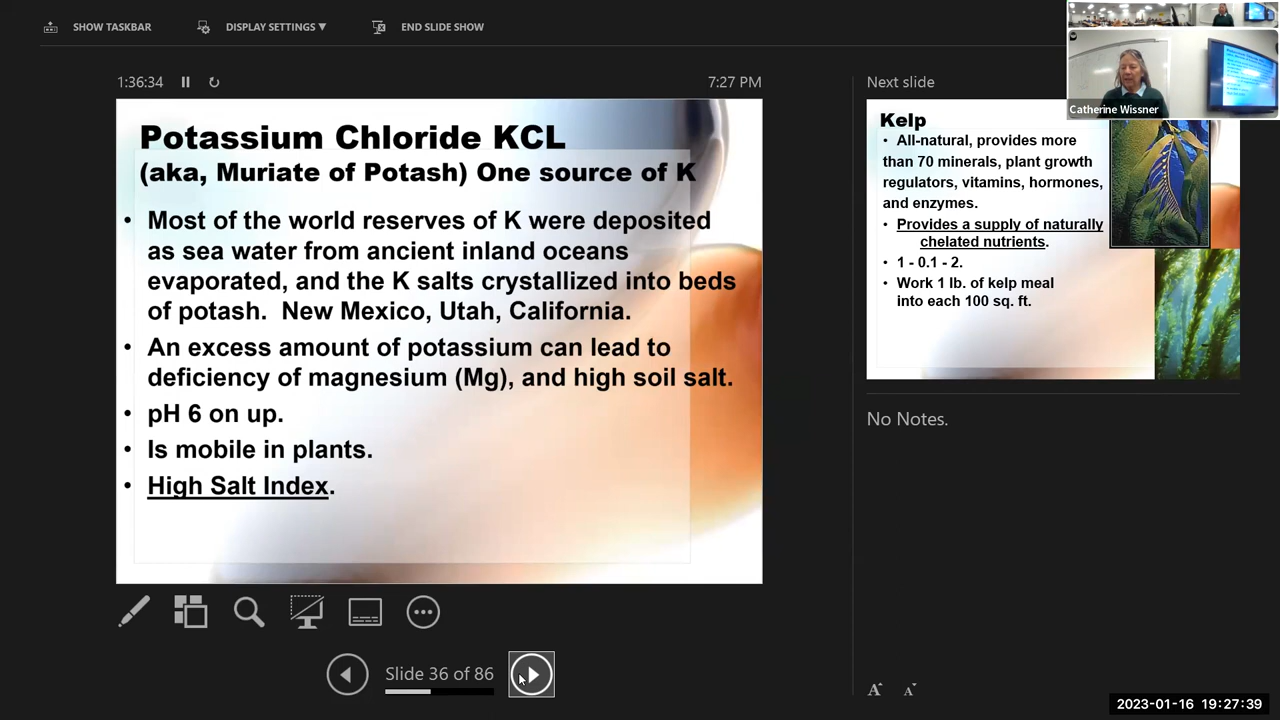 SHOW TASKBAR
DISPLAY SETTINGS ▼
END SLIDE SHOW
1:36:34
7:27 PM
Potassium Chloride KCL
(aka, Muriate of Potash) One source of K
• Most of the world reserves of K were deposited
as sea water from ancient inland oceans
evaporated, and the K salts crystallized into beds
of potash.  New Mexico, Utah, California.
• An excess amount of potassium can lead to
deficiency of magnesium (Mg), and high soil salt.
• pH 6 on up.
• Is mobile in plants.
• High Salt Index.
Slide 36 of 86
Next slide
Catherine Wissner
Kelp
• All-natural, provides more
than 70 minerals, plant growth
regulators, vitamins, hormones,
and enzymes.
• Provides a supply of naturally
chelated nutrients.
• 1 - 0.1 - 2.
• Work 1 lb. of kelp meal
into each 100 sq. ft.
No Notes.
A A
2023-01-16 19:27:39